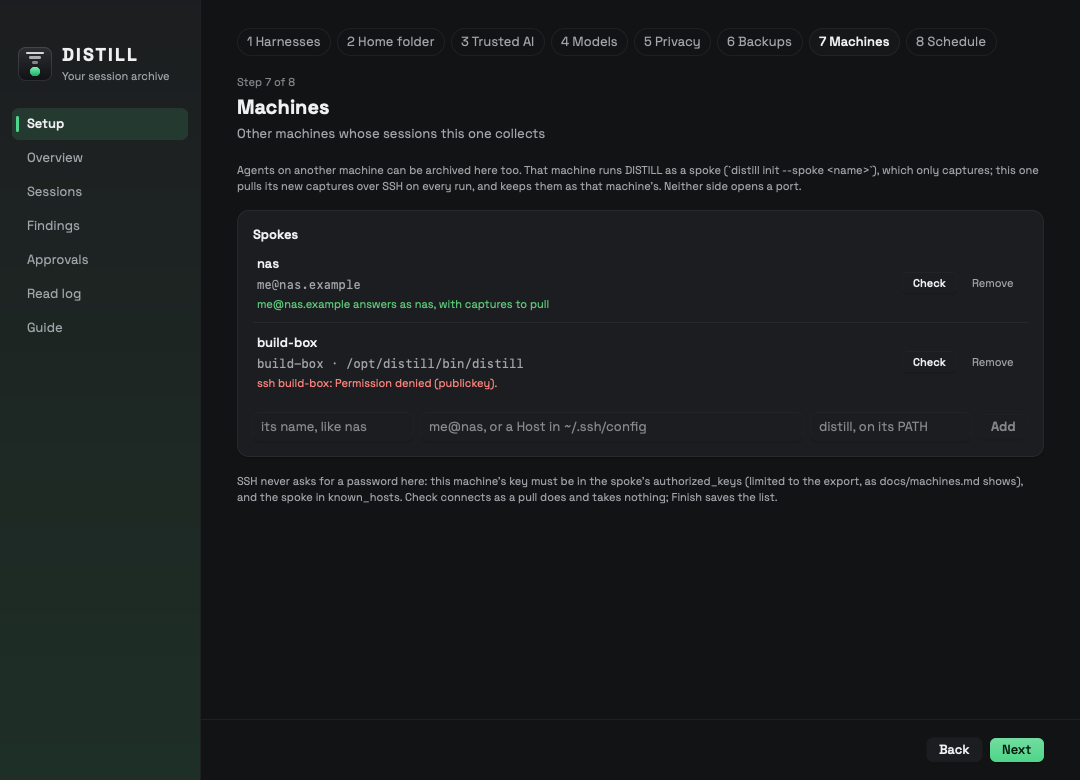 DISTILL
Your session archive
Setup
Overview
Sessions
Findings
Approvals
Read log
Guide
1 Harnesses
2 Home folder
3 Trusted AI
4 Models
5 Privacy
6 Backups
7 Machines
8 Schedule
Step 7 of 8
Machines
Other machines whose sessions this one collects
Agents on another machine can be archived here too. That machine runs DISTILL as a spoke (`distill init --spoke <name>`), which only captures; this one
pulls its new captures over SSH on every run, and keeps them as that machine's. Neither side opens a port.
Spokes
nas
me@nas.example
me@nas.example answers as nas, with captures to pull
Check
Remove
build-box
build-box · /opt/distill/bin/distill
ssh build-box: Permission denied (publickey).
Check
Remove
its name, like nas
me@nas, or a Host in ~/.ssh/config
distill, on its PATH
Add
SSH never asks for a password here: this machine's key must be in the spoke's authorized_keys (limited to the export, as docs/machines.md shows),
and the spoke in known_hosts. Check connects as a pull does and takes nothing; Finish saves the list.
Back
Next